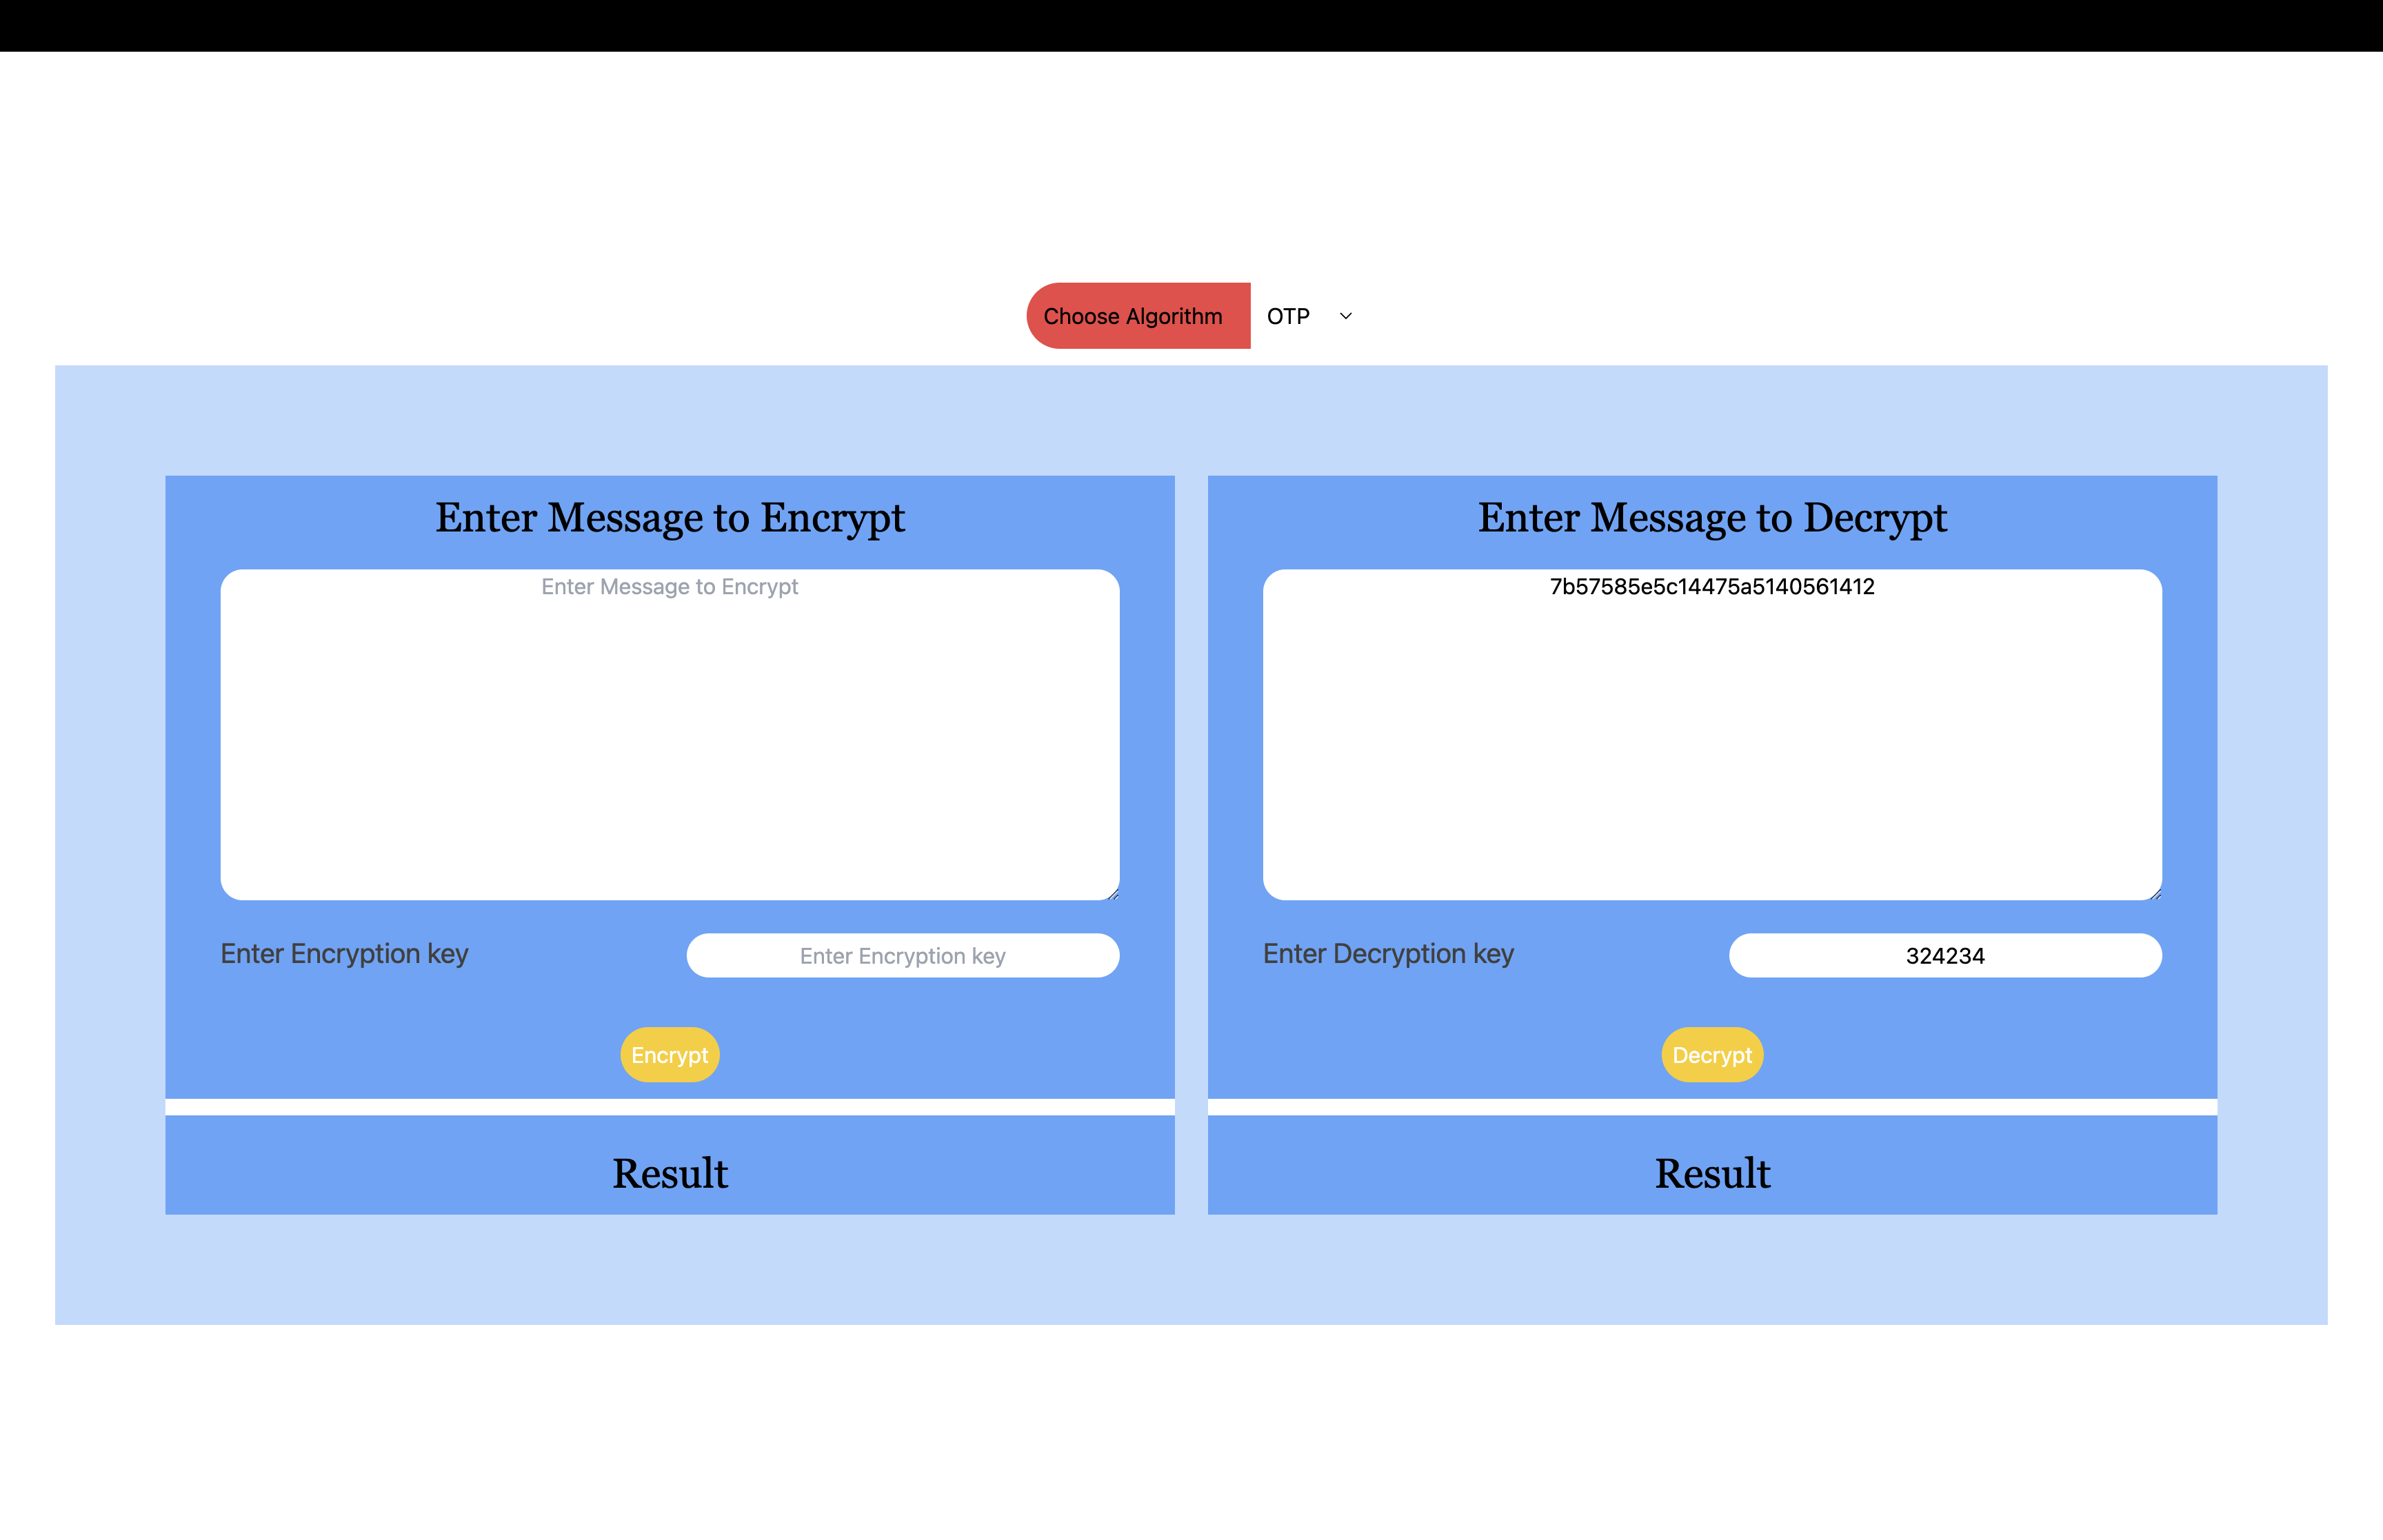 Choose Algorithm OTP
Enter Message to Encrypt
Enter Message to Encrypt
Enter Encryption key Enter Encryption key
Encrypt
Result
Enter Message to Decrypt
7b57585e5c14475a5140561412
Enter Decryption key 324234
Decrypt
Result